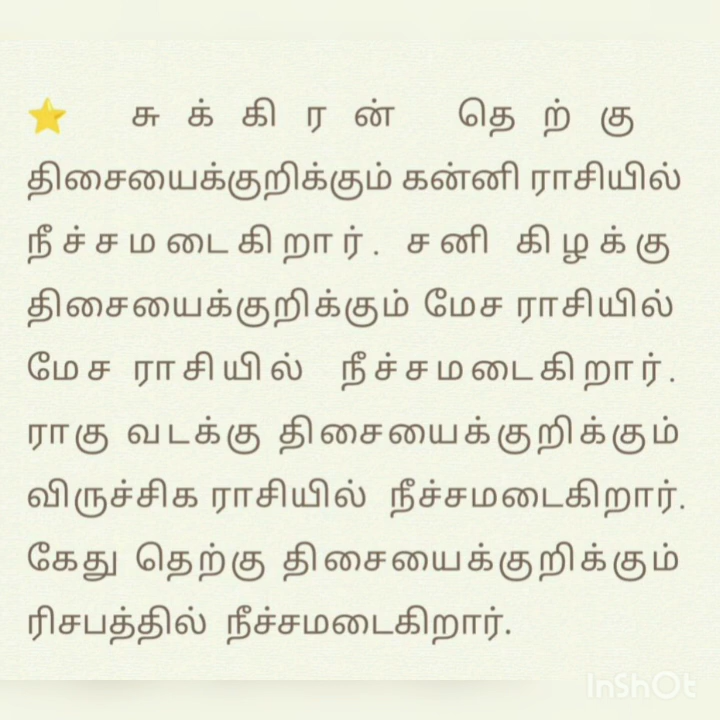 ⭐ சுக்கிரன் தெற்கு
திசையைக்குறிக்கும் கன்னி ராசியில்
நீச்சமடைகிறார். சனி கிழக்கு
திசையைக்குறிக்கும் மேச ராசியில்
மேச ராசியில் நீச்சமடைகிறார்.
ராகு வடக்கு திசையைக்குறிக்கும்
விருச்சிக ராசியில் நீச்சமடைகிறார்.
கேது தெற்கு திசையைக்குறிக்கும்
ரிசபத்தில் நீச்சமடைகிறார்.
InShOt